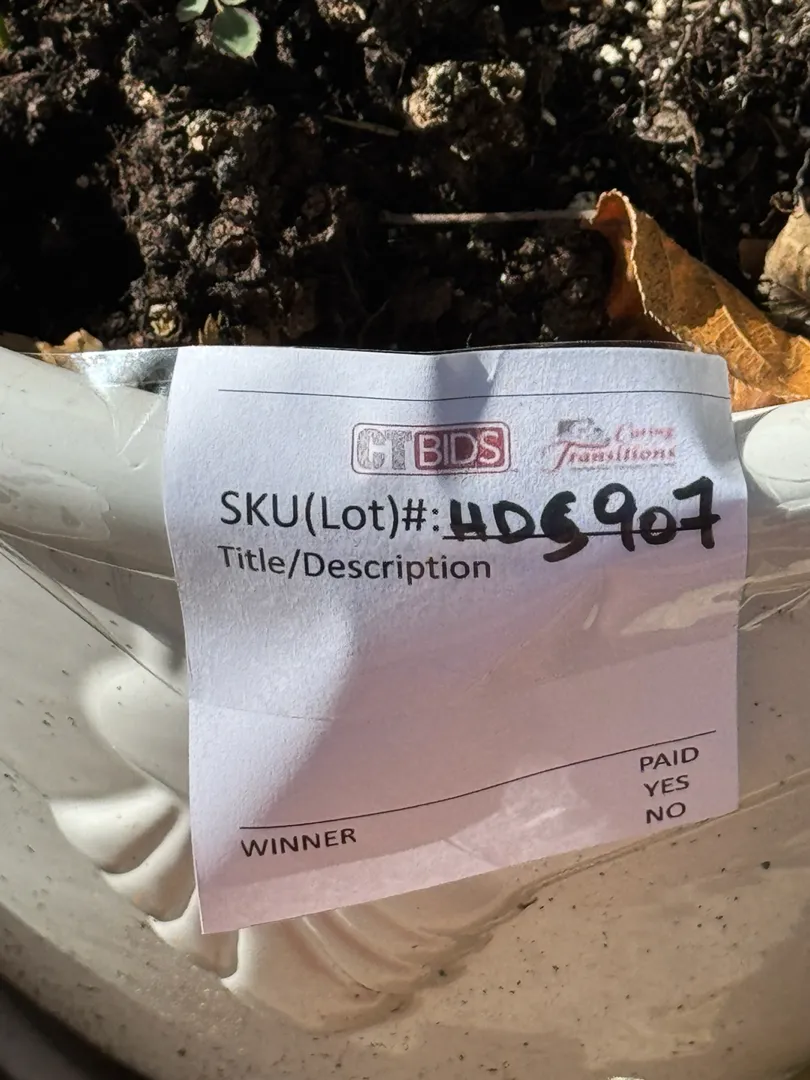 CTBIDS Caring Transitions
SKU(Lot)#: HDS907
Title/Description
PAID
YES
NO
WINNER